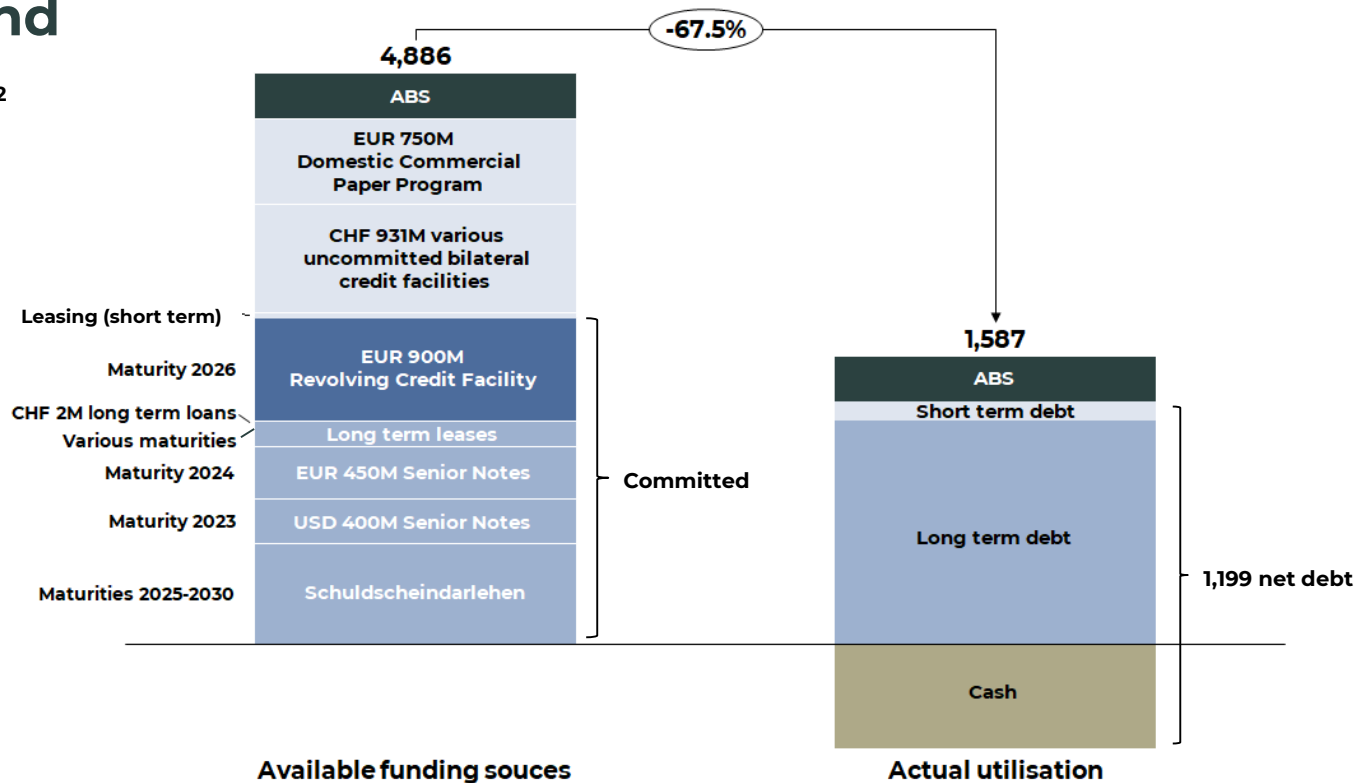 nd
2
-67.5%
4,886
ABS
EUR 750M
Domestic Commercial
Paper Program
CHF 931M various
uncommitted bilateral
credit facilities
Leasing (short term)
Maturity 2026
EUR 900M
Revolving Credit Facility
CHF 2M long term loans
Various maturities
Long term leases
Maturity 2024
EUR 450M Senior Notes
Maturity 2023
USD 400M Senior Notes
Maturities 2025-2030
Schuldscheindarlehen
Committed
1,587
ABS
Short term debt
Long term debt
1,199 net debt
Cash
Available funding souces
Actual utilisation